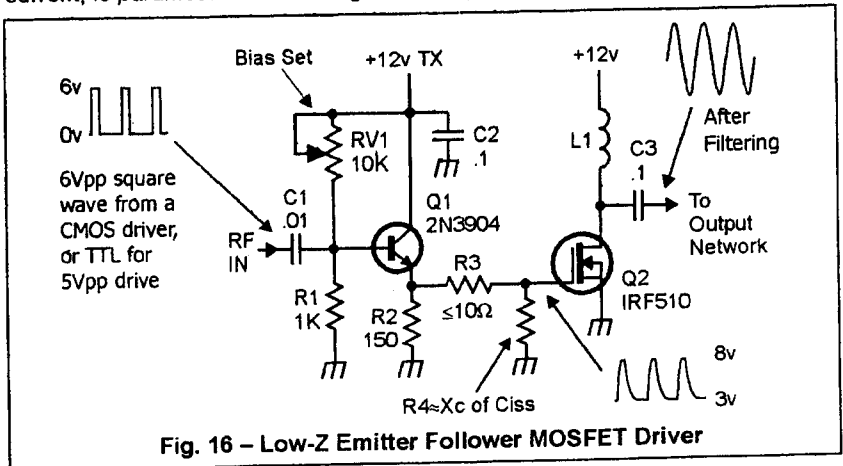 Bias Set
+12v TX
+12v
6v
0v
RV1
10K
C2
.1
L1
After
Filtering
C3
.1
6Vpp square
wave from a
CMOS driver,
or TTL for
5Vpp drive
C1
.01
RF
IN
Q1
2N3904
To
Output
Network
R3
≤10Ω
Q2
IRF510
R1
1K
R2
150
8v
3v
R4≈Xc of Ciss
Fig. 16 – Low-Z Emitter Follower MOSFET Driver